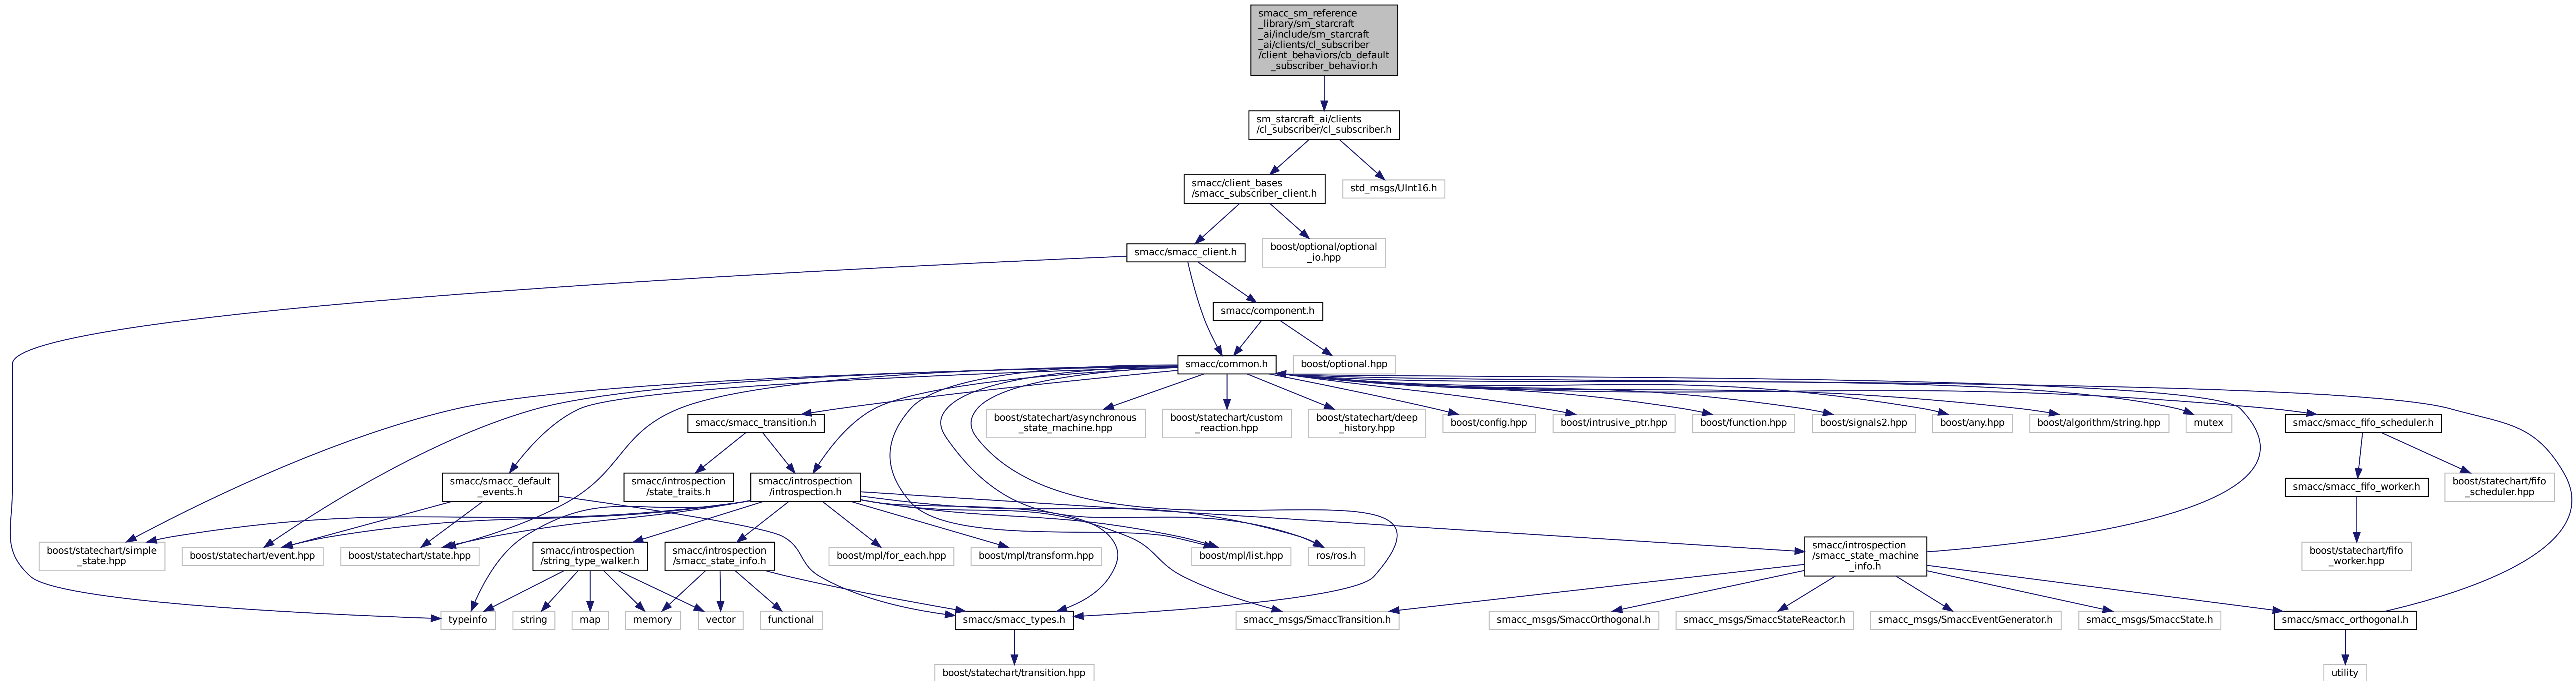 smacc_sm_reference
_library/sm_starcraft
_ai/include/sm_starcraft
_ai/clients/cl_subscriber
/client_behaviors/cb_default
_subscriber_behavior.h
sm_starcraft_ai/clients
/cl_subscriber/cl_subscriber.h
smacc/client_bases
/smacc_subscriber_client.h
std_msgs/UInt16.h
smacc/smacc_client.h
boost/optional/optional
_io.hpp
smacc/component.h
smacc/common.h
boost/optional.hpp
smacc/smacc_transition.h
boost/statechart/asynchronous
_state_machine.hpp
boost/statechart/custom
_reaction.hpp
boost/statechart/deep
_history.hpp
boost/config.hpp
boost/intrusive_ptr.hpp
boost/function.hpp
boost/signals2.hpp
boost/any.hpp
boost/algorithm/string.hpp
mutex
smacc/smacc_fifo_scheduler.h
smacc/smacc_default
_events.h
smacc/introspection
/state_traits.h
smacc/introspection
/introspection.h
smacc/smacc_fifo_worker.h
boost/statechart/fifo
_scheduler.hpp
boost/statechart/simple
_state.hpp
boost/statechart/event.hpp
boost/statechart/state.hpp
smacc/introspection
/string_type_walker.h
smacc/introspection
/smacc_state_info.h
boost/mpl/for_each.hpp
boost/mpl/transform.hpp
boost/mpl/list.hpp
ros/ros.h
smacc/introspection
/smacc_state_machine
_info.h
boost/statechart/fifo
_worker.hpp
typeinfo
string
map
memory
vector
functional
smacc/smacc_types.h
smacc_msgs/SmaccTransition.h
smacc_msgs/SmaccOrthogonal.h
smacc_msgs/SmaccStateReactor.h
smacc_msgs/SmaccEventGenerator.h
smacc_msgs/SmaccState.h
smacc/smacc_orthogonal.h
boost/statechart/transition.hpp
utility